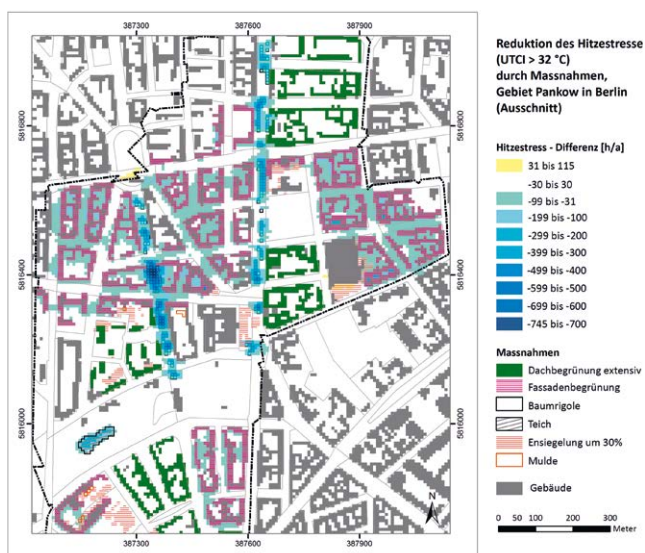 387300 387600 387900
5816800
5816400
5816000
387300 387600 387900
N
Reduktion des Hitzestresse
(UTCI > 32 °C)
durch Massnahmen,
Gebiet Pankow in Berlin
(Ausschnitt)
Hitzestress - Differenz [h/a]
31 bis 115
-30 bis 30
-99 bis -31
-199 bis -100
-299 bis -200
-399 bis -300
-499 bis -400
-599 bis -500
-699 bis -600
-745 bis -700
Massnahmen
Dachbegrünung extensiv
Fassadenbegrünung
Baumrigole
Teich
Ensiegelung um 30%
Mulde
Gebäude
0 50 100 200 300
Meter